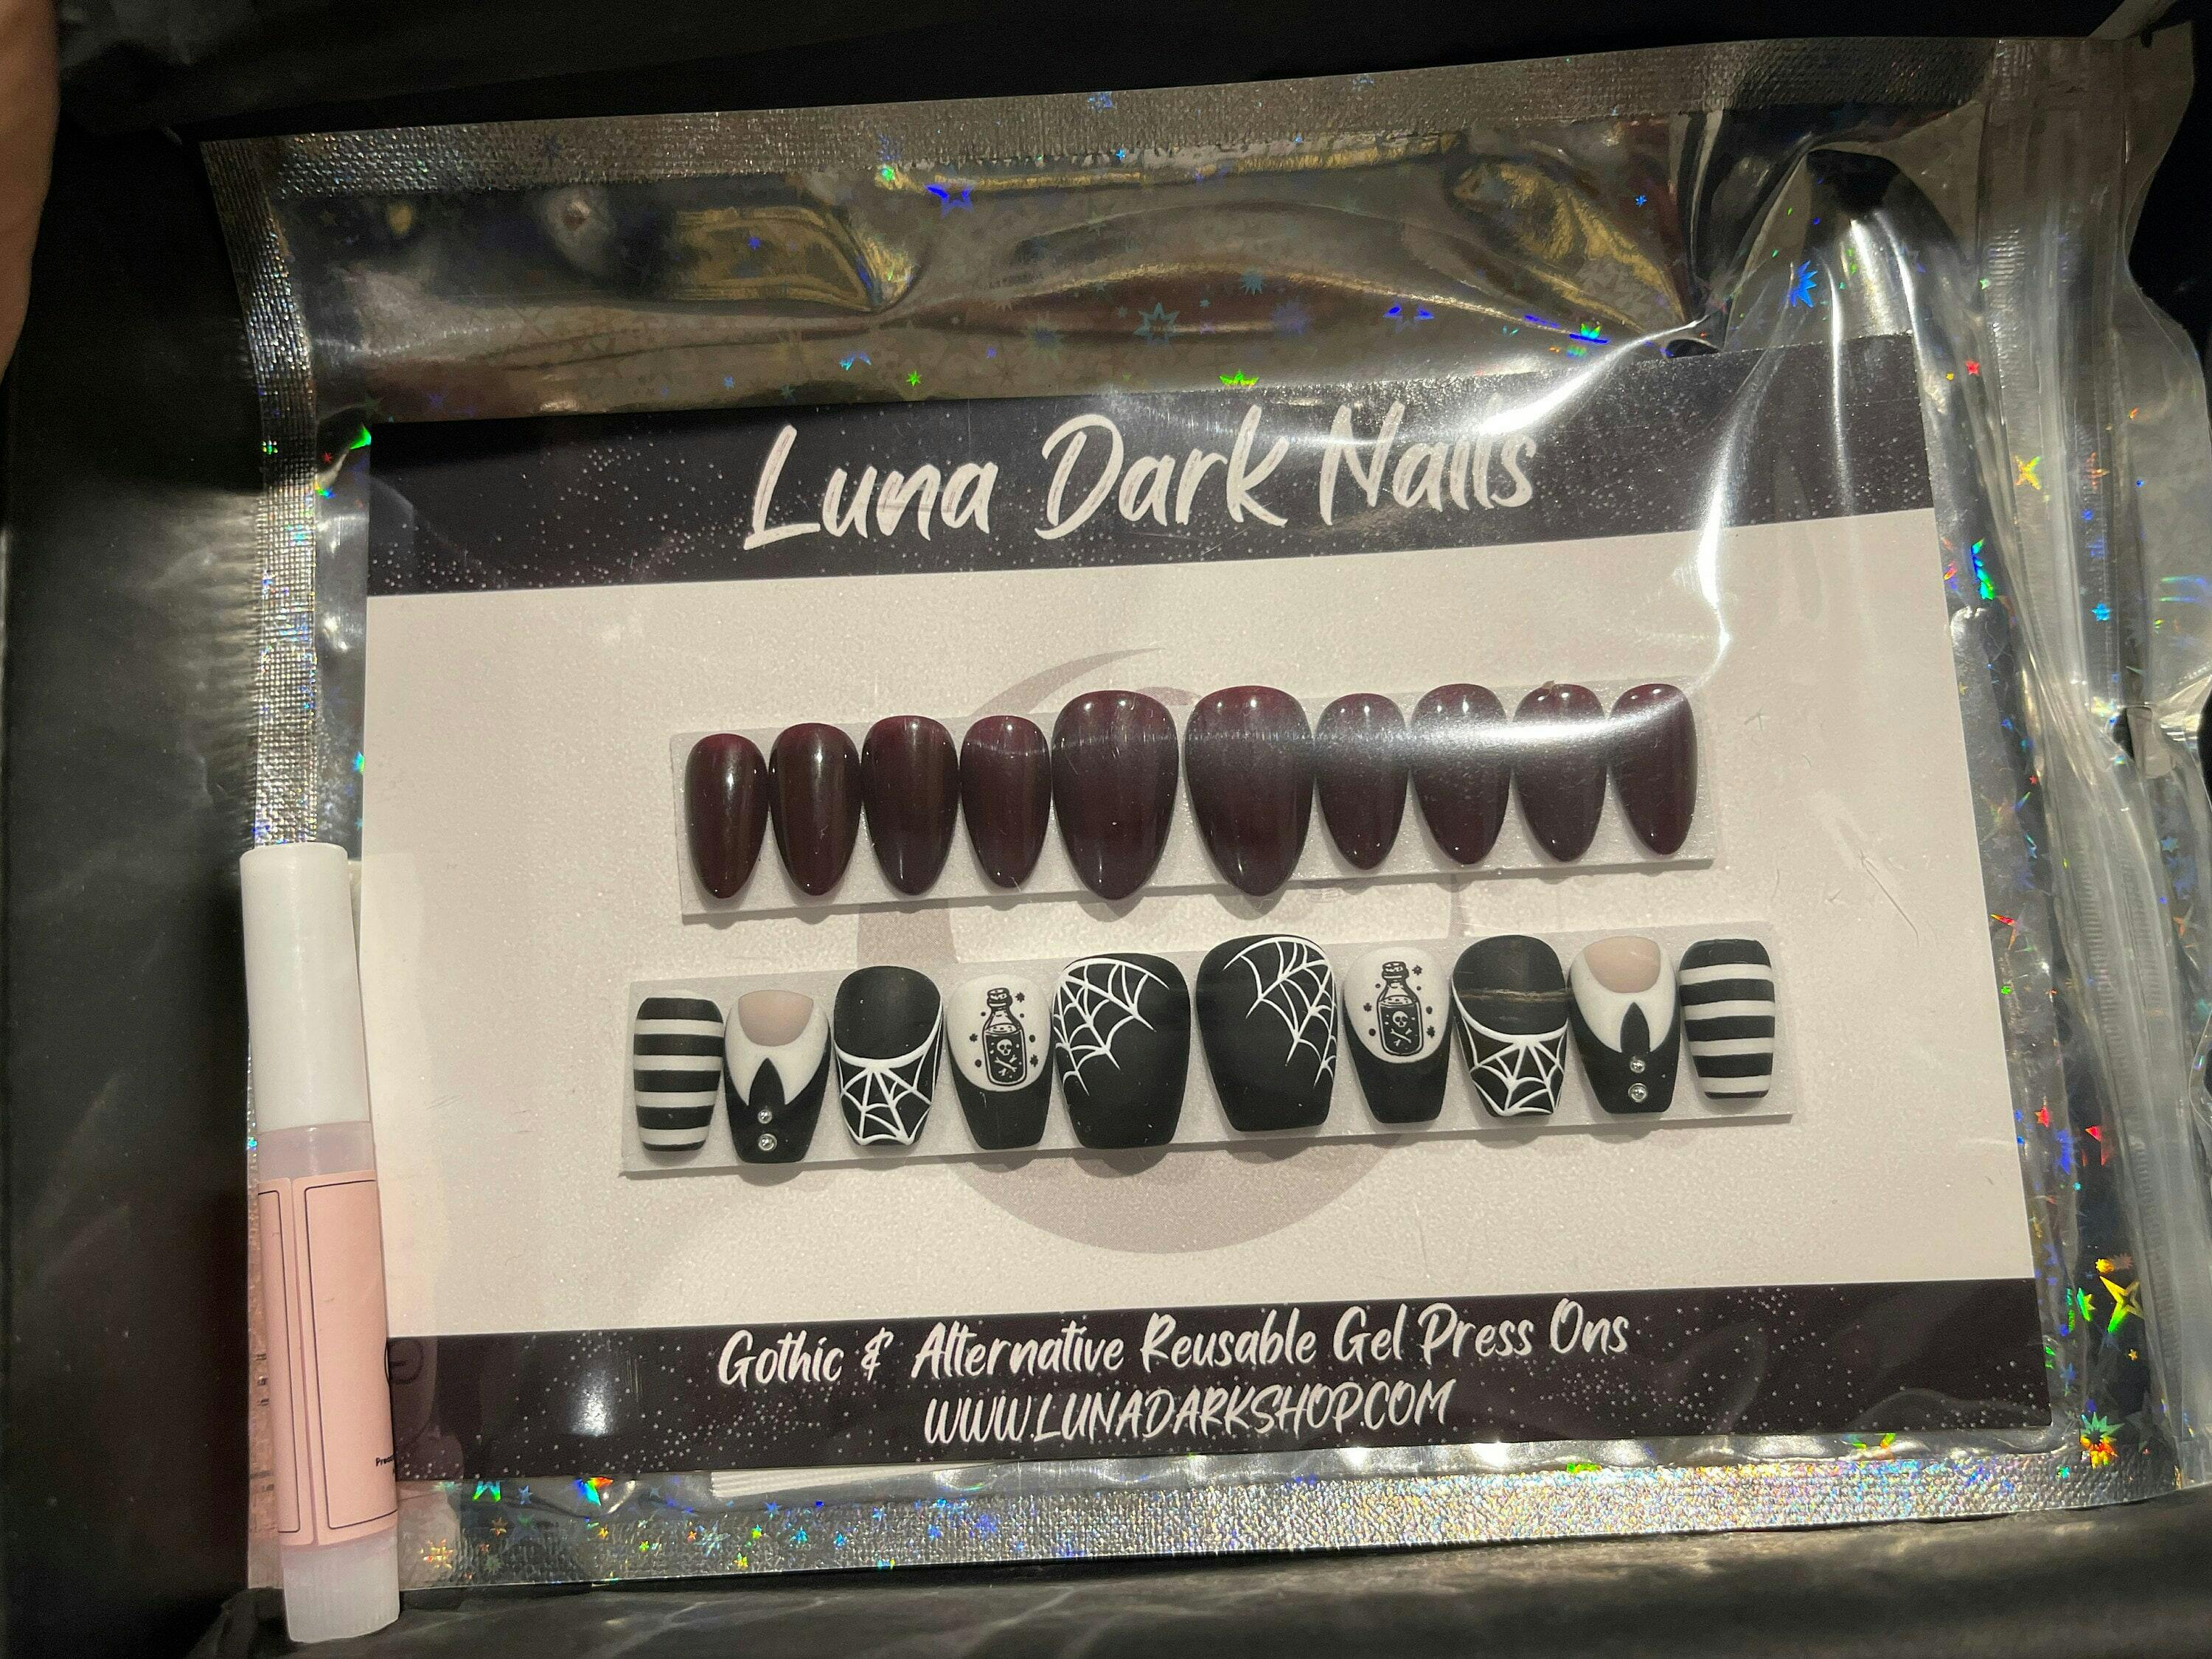 Luna Dark Nails
Gothic & Alternative Reusable Gel Press Ons
WWW.LUNADARKSHOP.COM